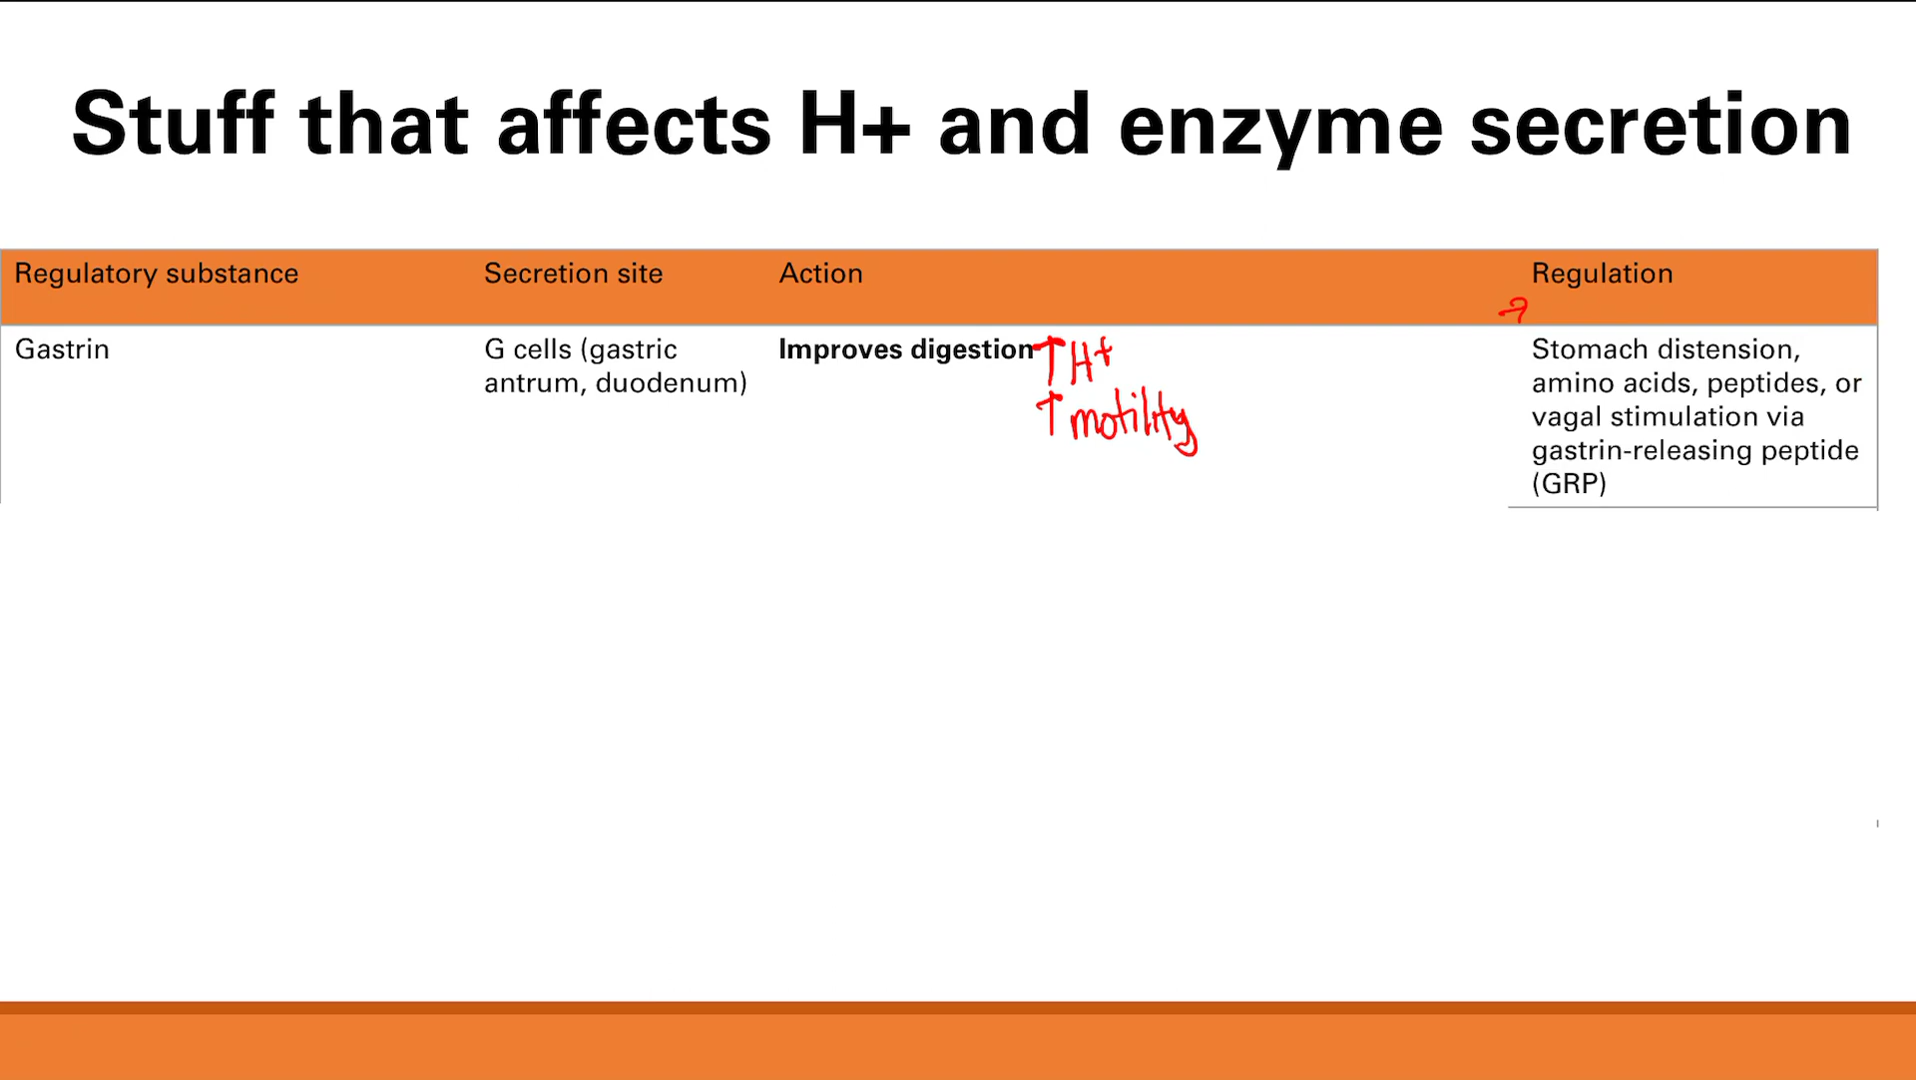 Stuff that affects H+ and enzyme secretion
Regulatory substance
Secretion site
Action
Regulation
Gastrin
G cells (gastric
antrum, duodenum)
Improves digestion
↑ H+
↑ motility
Stomach distension,
amino acids, peptides, or
vagal stimulation via
gastrin-releasing peptide
(GRP)